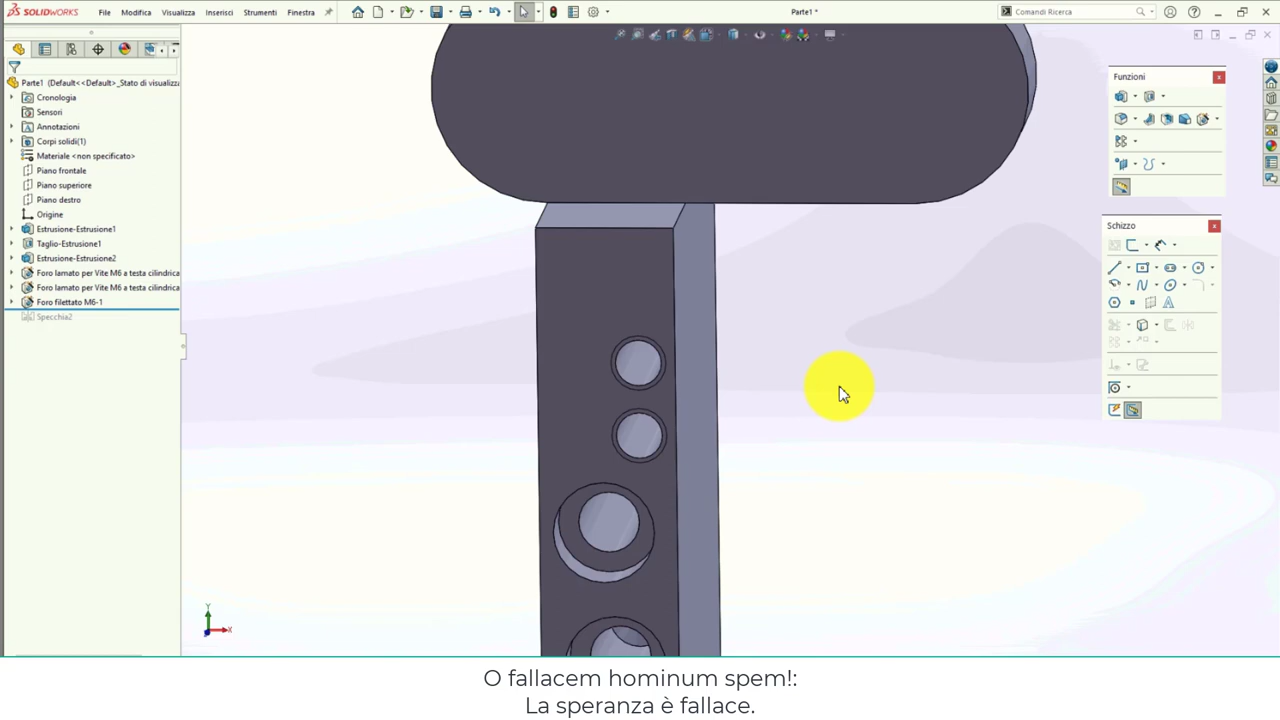 SOLIDWORKS
File
Modifica
Visualizza
Inserisci
Strumenti
Finestra
Parte1 *
Comandi Ricerca
Parte1 (Default<<Default>_Stato di visualizza
Cronologia
Sensori
Annotazioni
Corpi solidi(1)
Materiale <non specificato>
Piano frontale
Piano superiore
Piano destro
Origine
Estrusione-Estrusione1
Taglio-Estrusione1
Estrusione-Estrusione2
Foro lamato per Vite M6 a testa cilindrica
Foro lamato per Vite M6 a testa cilindrica
Foro filettato M6-1
Specchia2
Funzioni
Schizzo
Y
X
O fallacem hominum spem!:
La speranza è fallace.